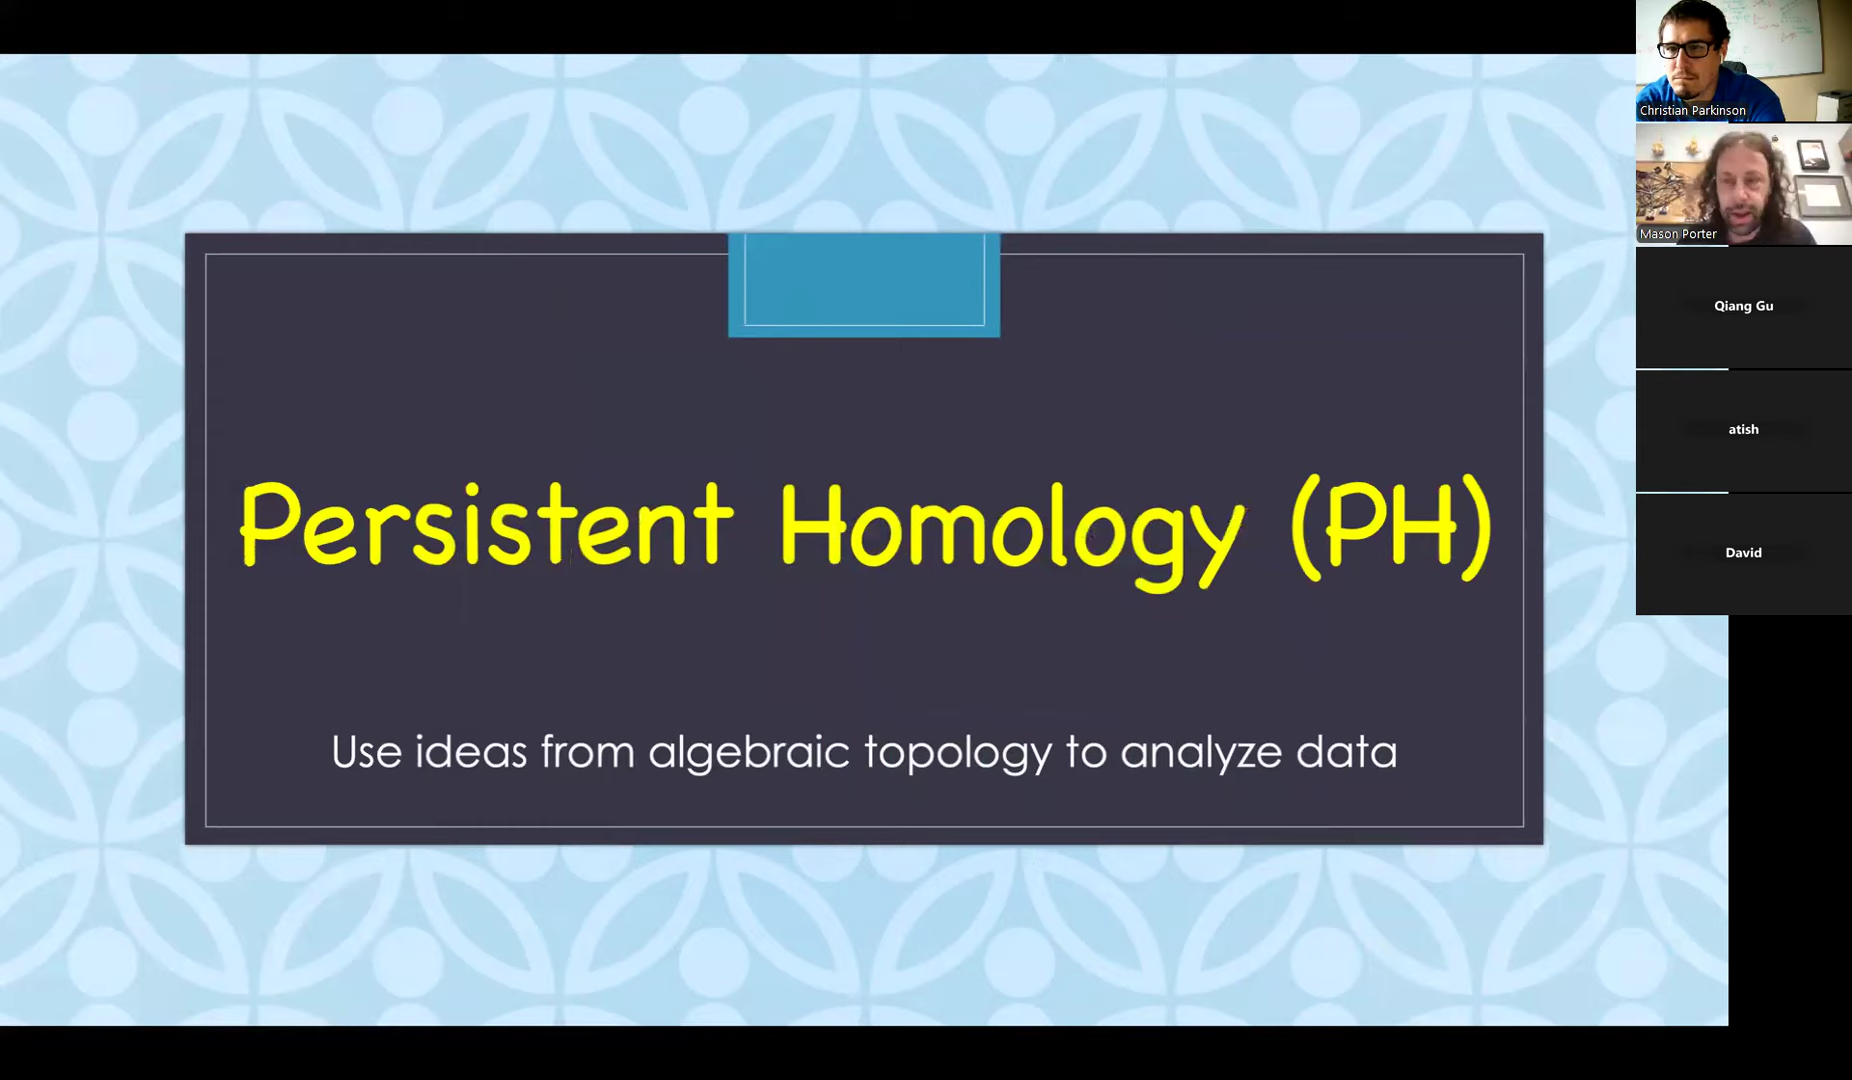 Persistent Homology (PH)
Use ideas from algebraic topology to analyze data
Christian Parkinson
Mason Porter
Qiang Gu
atish
David